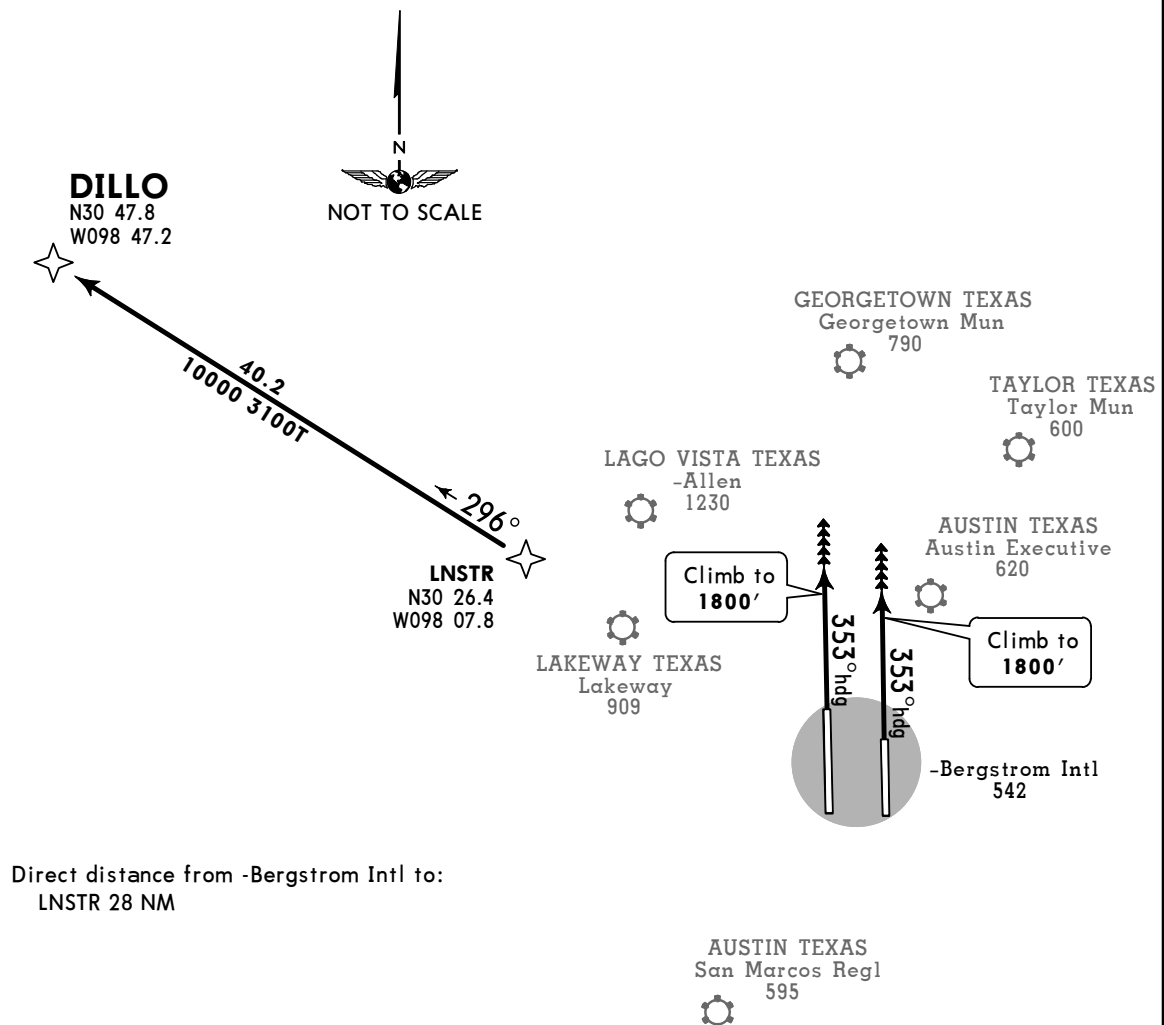 N
NOT TO SCALE
DILLO
N30 47.8
W098 47.2
40.2
10000 3100T
296°
LNSTR
N30 26.4
W098 07.8
GEORGETOWN TEXAS
Georgetown Mun
790
TAYLOR TEXAS
Taylor Mun
600
LAGO VISTA TEXAS
-Allen
1230
AUSTIN TEXAS
Austin Executive
620
Climb to
1800'
353°hdg
353°hdg
Climb to
1800'
LAKEWAY TEXAS
Lakeway
909
-Bergstrom Intl
542
Direct distance from -Bergstrom Intl to:
LNSTR 28 NM
AUSTIN TEXAS
San Marcos Regl
595